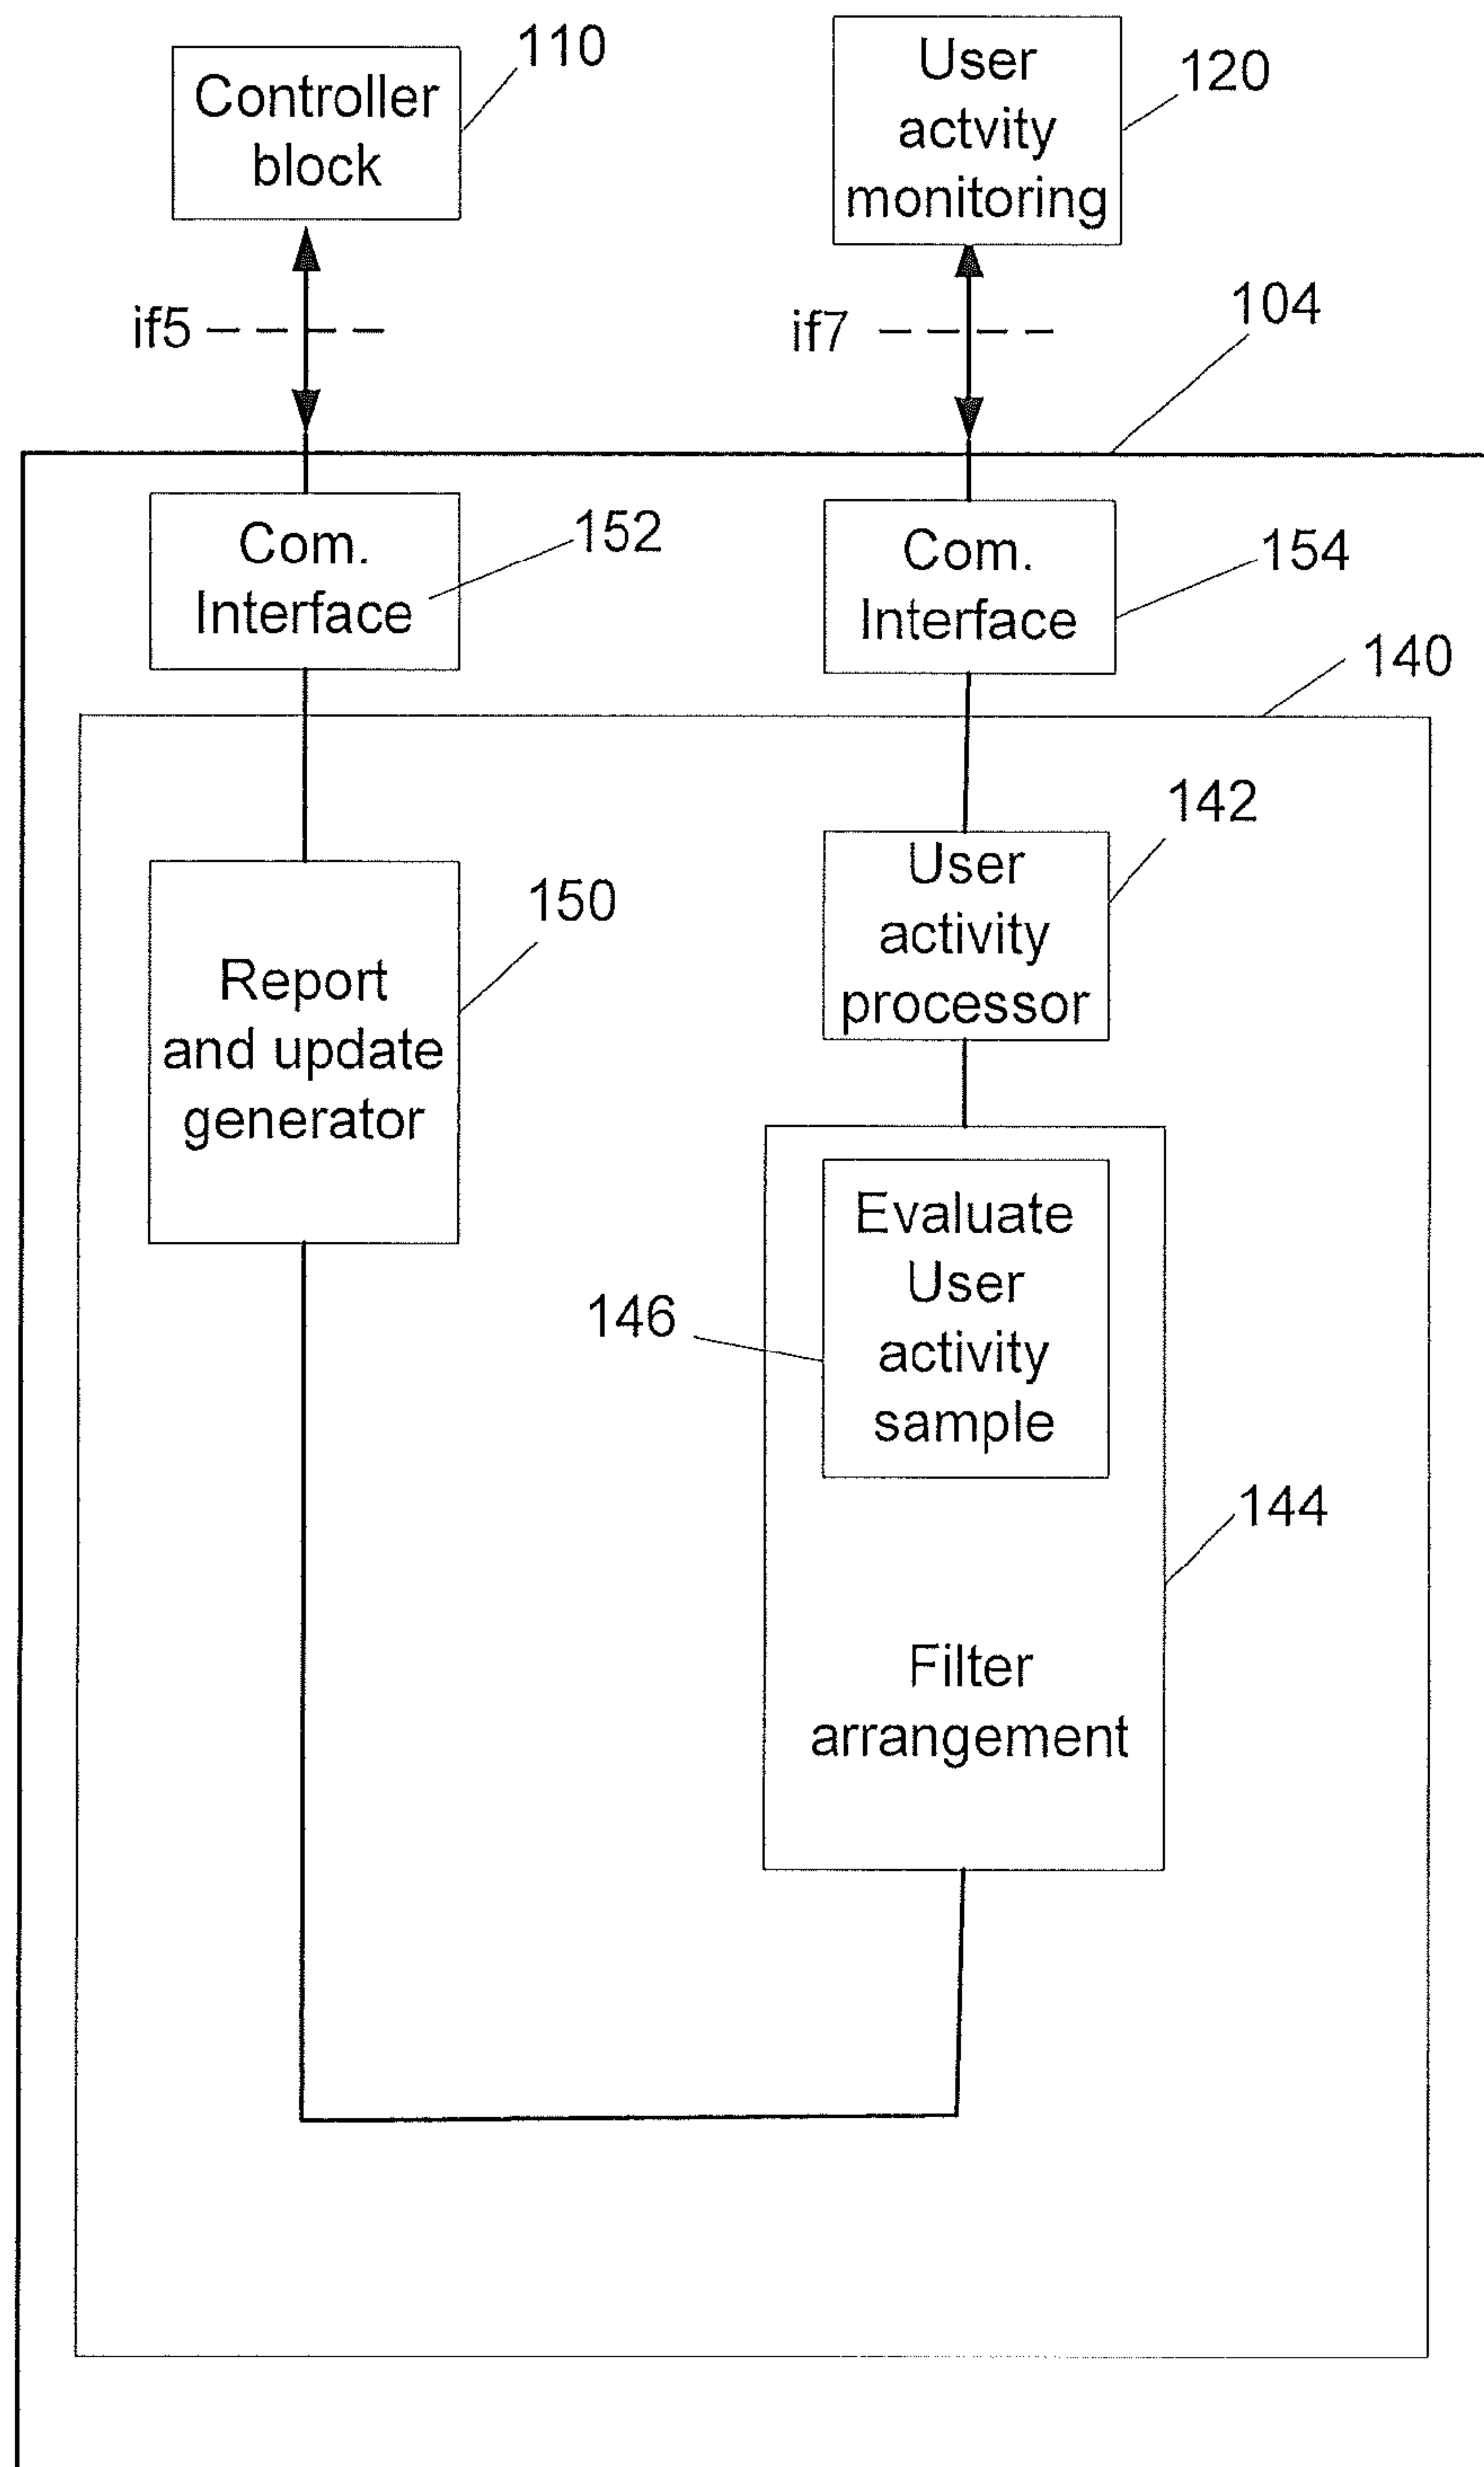 110
Controller
block
User
actvity
monitoring
120
if5
if7
104
Com.
Interface
152
Com.
Interface
154
140
142
User
activity
processor
150
Report
and update
generator
Evaluate
User
activity
sample
146
144
Filter
arrangement